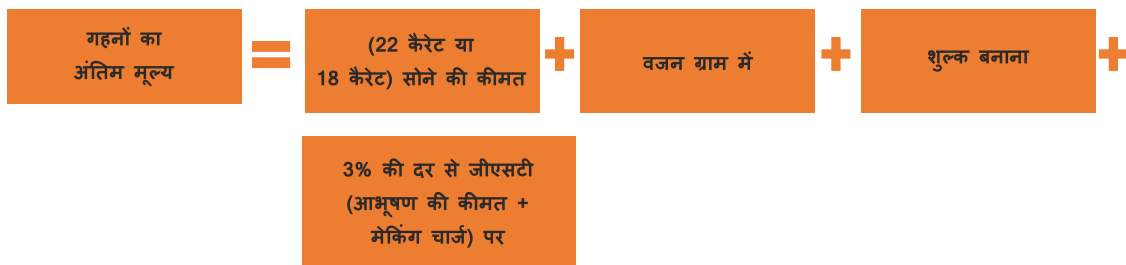 गहनों का
अंतिम मूल्य
=
(22 कैरेट या
18 कैरेट) सोने की कीमत
+
वजन ग्राम में
+
शुल्क बनाना
+
3% की दर से जीएसटी
(आभूषण की कीमत +
मेकिंग चार्ज) पर